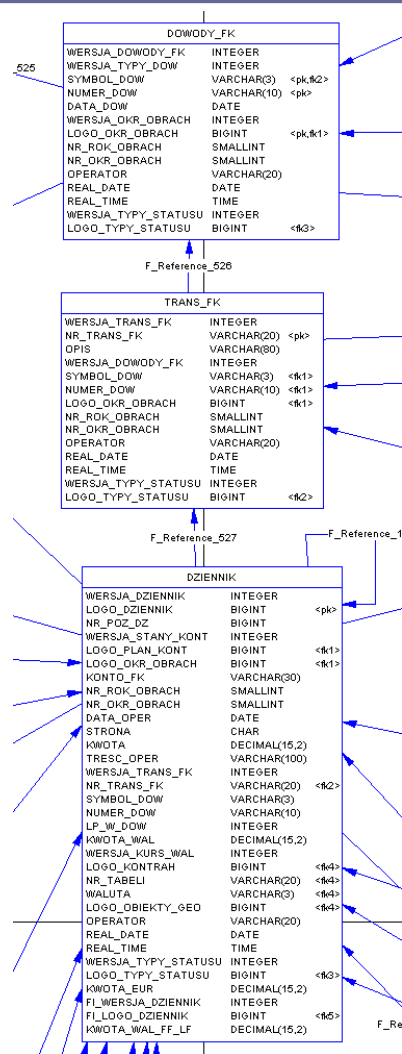 DOWODY_FK
525
WERSJA_DOWODY_FK INTEGER
WERSJA_TYPY_DOW INTEGER
SYMBOL_DOW VARCHAR(3) <pk,fk2>
NUMER_DOW VARCHAR(10) <pk>
DATA_DOW DATE
WERSJA_OKR_OBRACH INTEGER
LOGO_OKR_OBRACH BIGINT <pk,fk1>
NR_ROK_OBRACH SMALLINT
NR_OKR_OBRACH SMALLINT
OPERATOR VARCHAR(20)
REAL_DATE DATE
REAL_TIME TIME
WERSJA_TYPY_STATUSU INTEGER
LOGO_TYPY_STATUSU BIGINT <fk3>
F_Reference_526
TRANS_FK
WERSJA_TRANS_FK INTEGER
NR_TRANS_FK VARCHAR(20) <pk>
OPIS VARCHAR(80)
WERSJA_DOWODY_FK INTEGER
SYMBOL_DOW VARCHAR(3) <fk1>
NUMER_DOW VARCHAR(10) <fk1>
LOGO_OKR_OBRACH BIGINT <fk1>
NR_ROK_OBRACH SMALLINT
NR_OKR_OBRACH SMALLINT
OPERATOR VARCHAR(20)
REAL_DATE DATE
REAL_TIME TIME
WERSJA_TYPY_STATUSU INTEGER
LOGO_TYPY_STATUSU BIGINT <fk2>
F_Reference_527
F_Reference_1
DZIENNIK
WERSJA_DZIENNIK INTEGER
LOGO_DZIENNIK BIGINT <pk>
NR_POZ_DZ BIGINT
WERSJA_STANY_KONT INTEGER
LOGO_PLAN_KONT BIGINT <fk1>
LOGO_OKR_OBRACH BIGINT <fk1>
KONTO_FK VARCHAR(30)
NR_ROK_OBRACH SMALLINT
NR_OKR_OBRACH SMALLINT
DATA_OPER DATE
STRONA CHAR
KWOTA DECIMAL(15,2)
TRESC_OPER VARCHAR(100)
WERSJA_TRANS_FK INTEGER
NR_TRANS_FK VARCHAR(20) <fk2>
SYMBOL_DOW VARCHAR(3)
NUMER_DOW VARCHAR(10)
LP_W_DOW INTEGER
KWOTA_WAL DECIMAL(15,2)
WERSJA_KURS_WAL INTEGER
LOGO_KONTRAH BIGINT <fk4>
NR_TABELI VARCHAR(20) <fk4>
WALUTA VARCHAR(3) <fk4>
LOGO_OBIEKTY_GEO BIGINT <fk4>
OPERATOR VARCHAR(20)
REAL_DATE DATE
REAL_TIME TIME
WERSJA_TYPY_STATUSU INTEGER
LOGO_TYPY_STATUSU BIGINT <fk3>
KWOTA_EUR DECIMAL(15,2)
FI_WERSJA_DZIENNIK INTEGER
FI_LOGO_DZIENNIK BIGINT <fk5>
KWOTA_WAL_FF_LF DECIMAL(15,2)
F_Re